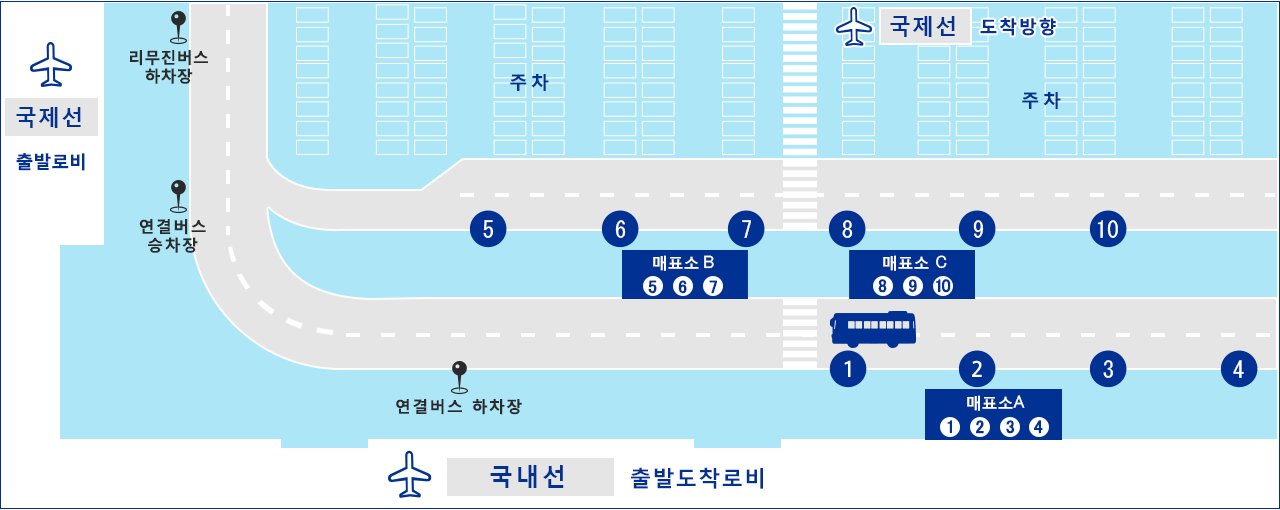 리무진버스
하차장
국제선
출발로비
연결버스
승차장
주 차
국제선 도착방향
주 차
5 6 7 8 9 10
매표소 B
5 6 7
매표소 C
8 9 10
1 2 3 4
매표소A
1 2 3 4
연결버스 하차장
국내선 출발도착로비